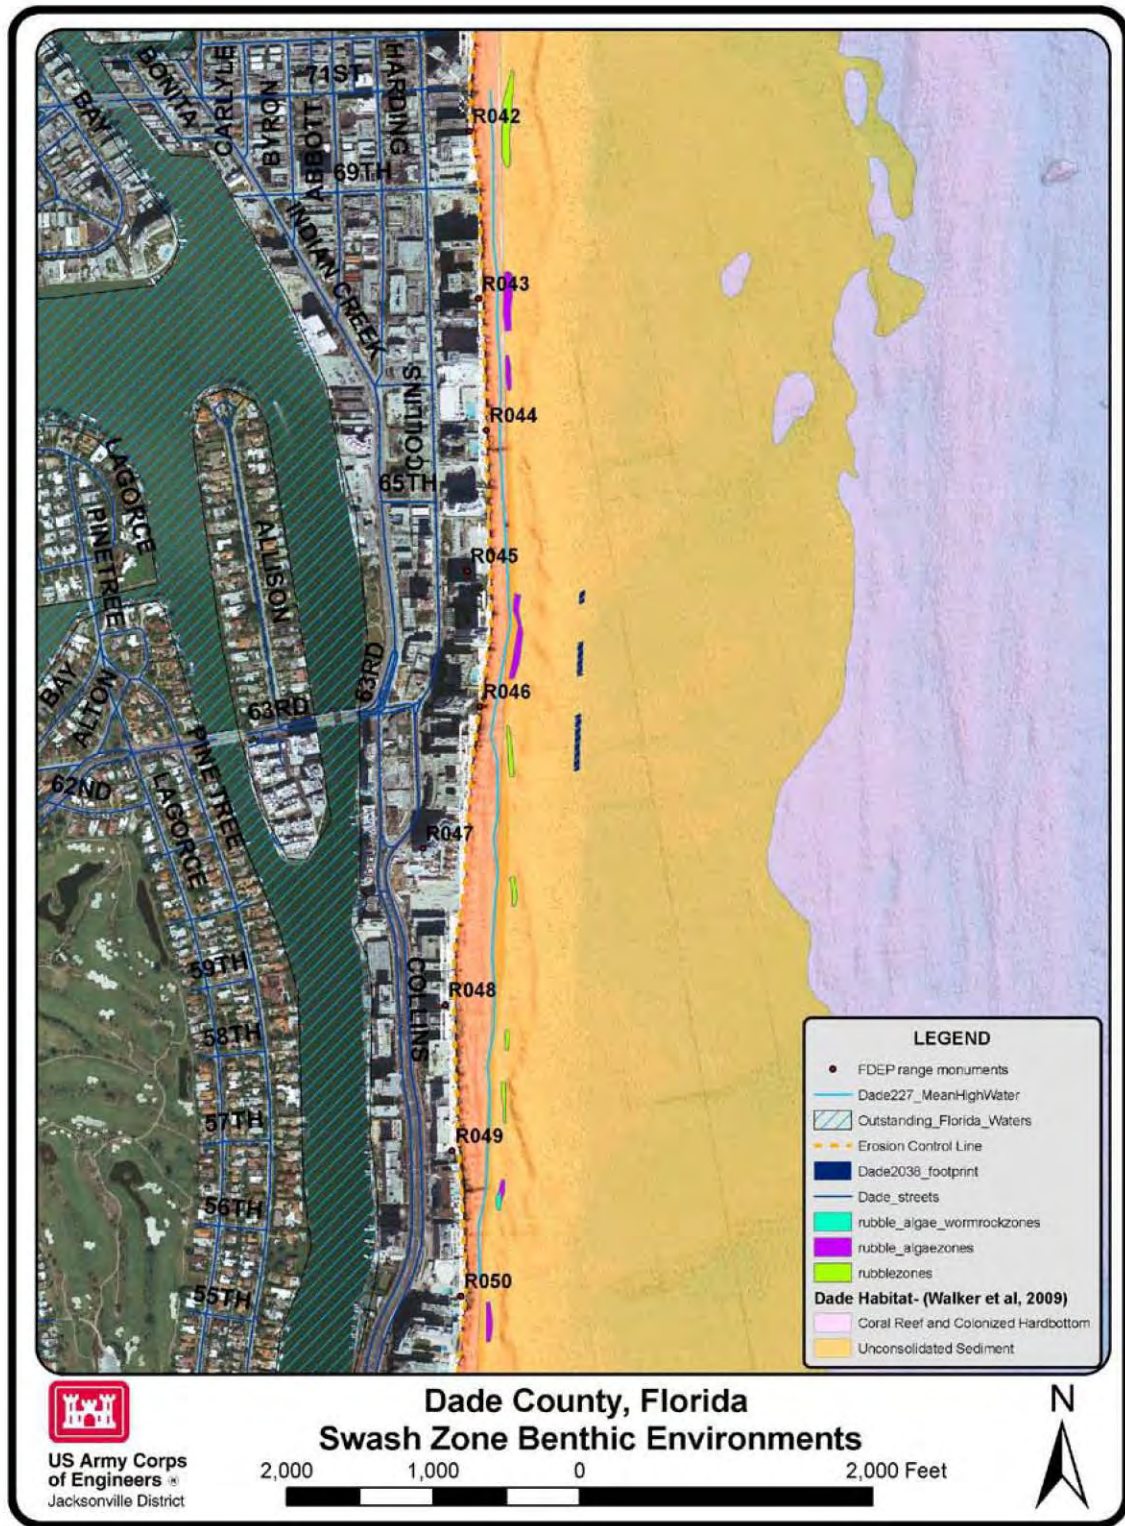 BAY
BONITA
CARLYLE
BYRON
71ST
ABBOTT
HARDING
R042
69TH
INDIAN CREEK
R043
COLLINS
R044
65TH
LAGORCE
PINETREE
ALLISON
R045
BAY
ALTON
63RD
63RD
R046
62ND
PINETREE
LAGORCE
R047
59TH
COLLINS
R048
58TH
57TH
R049
56TH
55TH
R050
LEGEND
FDEP range monuments
Dade227_MeanHighWater
Outstanding_Florida_Waters
Erosion Control Line
Dade2038_footprint
Dade_streets
rubble_algae_wormrockzones
rubble_algaezones
rubblezones
Dade Habitat- (Walker et al, 2009)
Coral Reef and Colonized Hardbottom
Unconsolidated Sediment
US Army Corps
of Engineers ®
Jacksonville District
Dade County, Florida
Swash Zone Benthic Environments
2,000 1,000 0 2,000 Feet
N